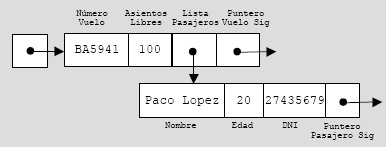 Número Vuelo
Asientos Libres
Lista Pasajeros
Puntero Vuelo Sig
BA5941
100
Paco Lopez
20
27435679
Nombre
Edad
DNI
Puntero Pasajero Sig